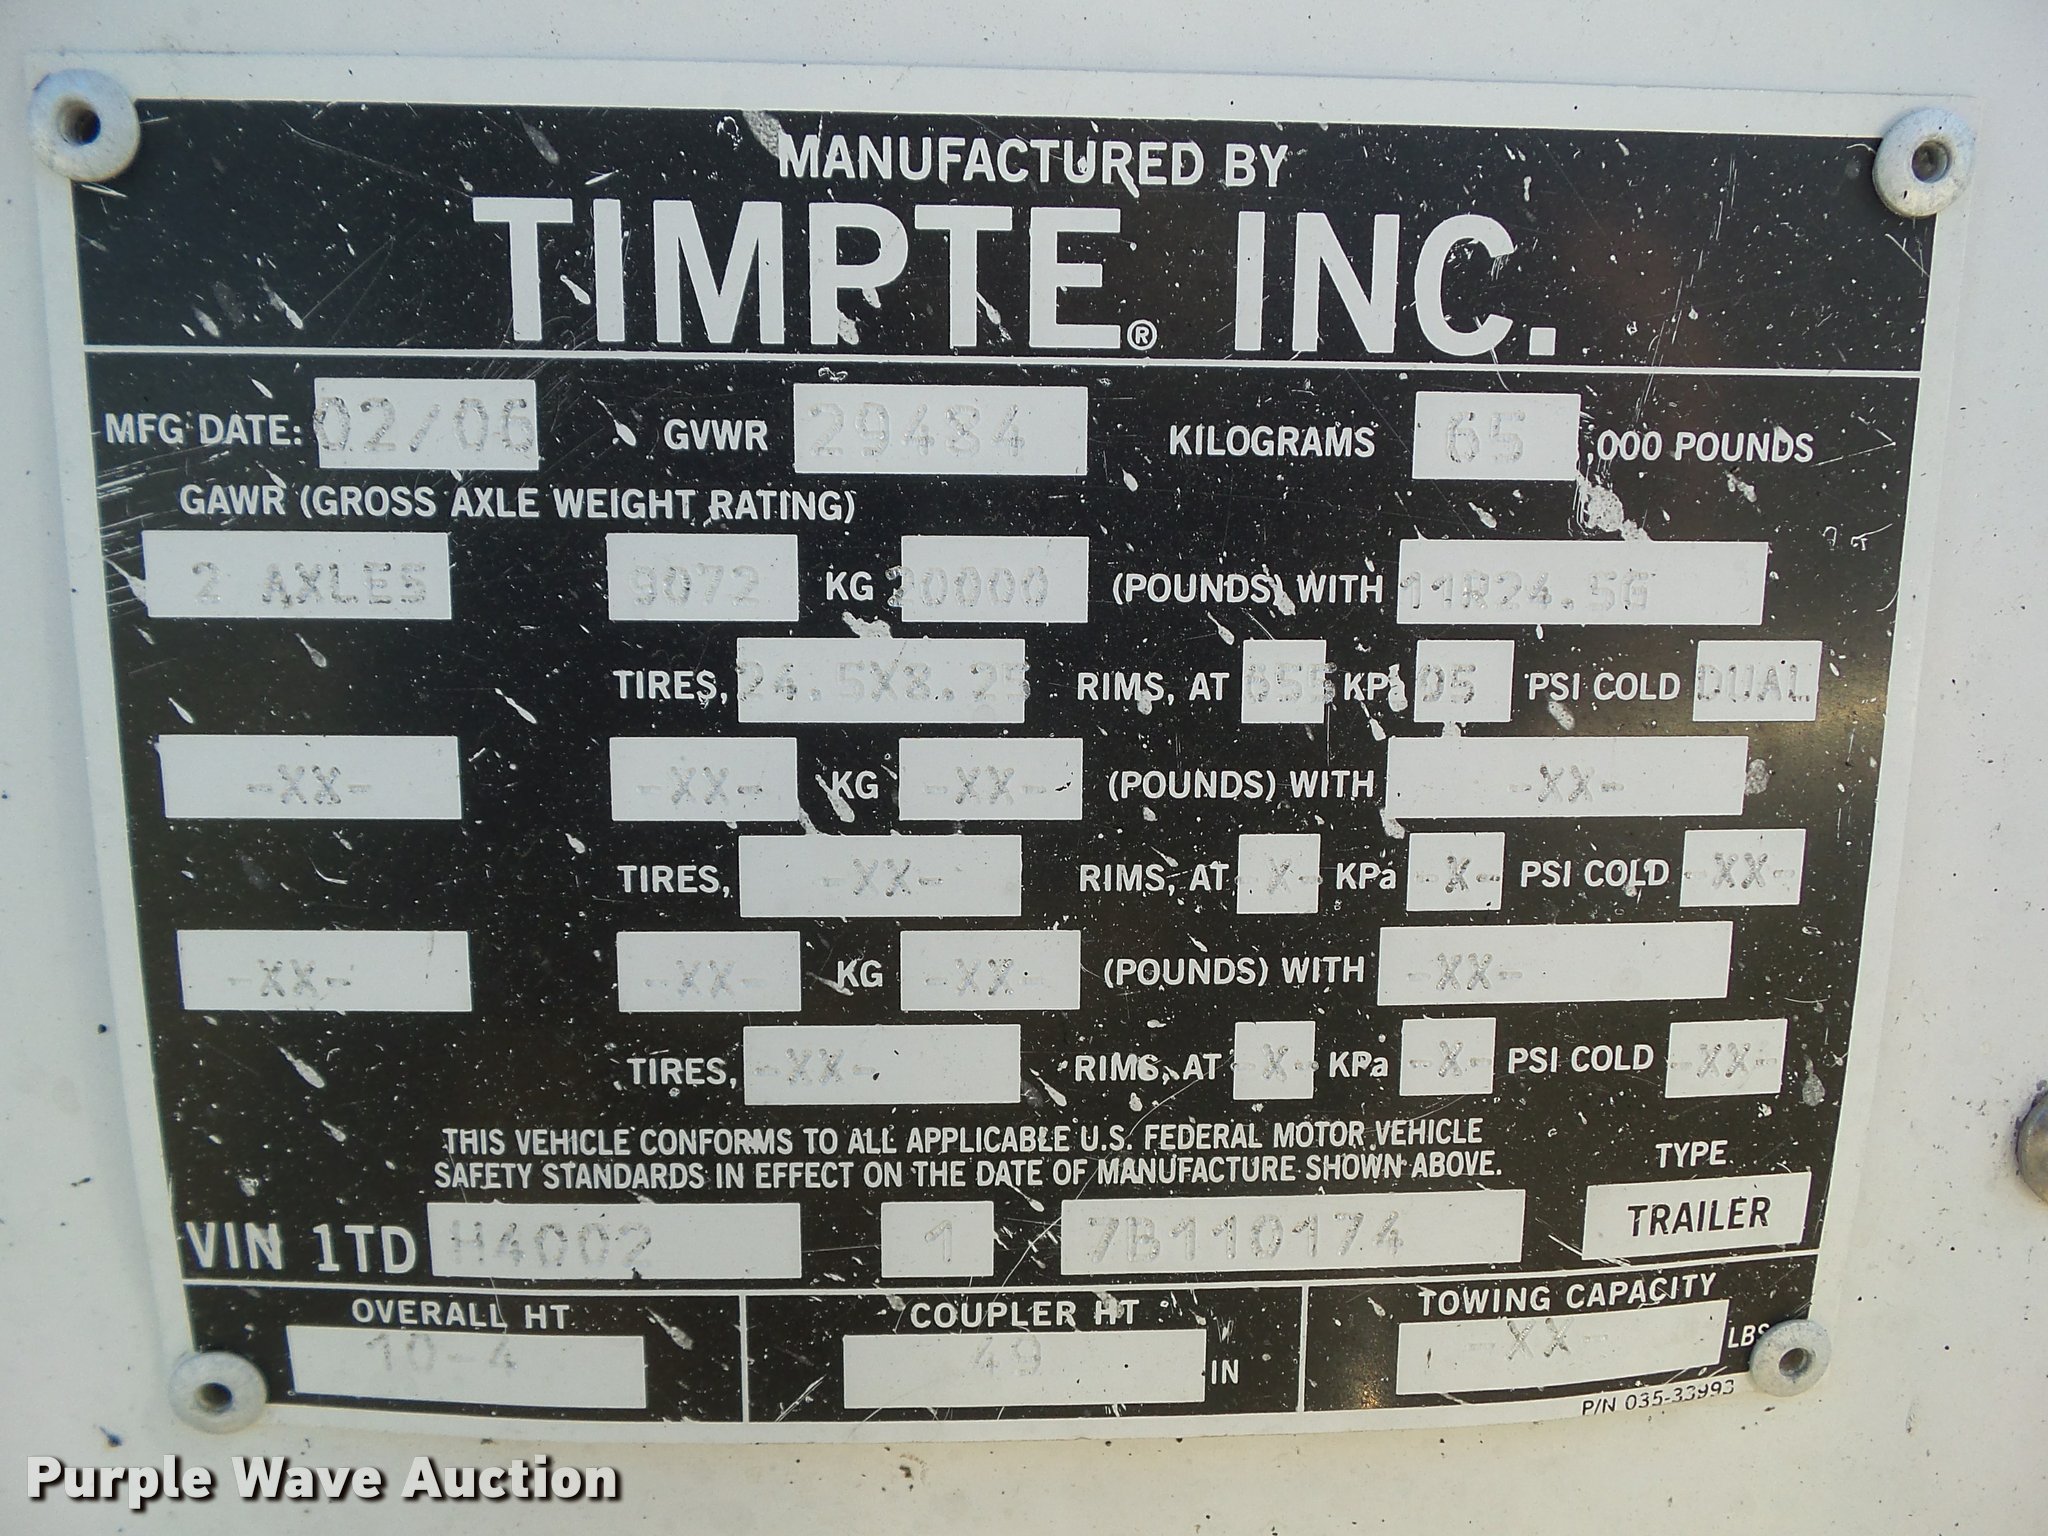 MANUFACTURED BY
TIMPTE® INC.
MFG DATE: 02/06 GVWR 29484 KILOGRAMS 65 ,000 POUNDS
GAWR (GROSS AXLE WEIGHT RATING)
2 AXLES 9072 KG 20000 (POUNDS) WITH 11R24.5G
TIRES, 24.5X8.25 RIMS, AT 655 KPa 95 PSI COLD DUAL
-XX- -XX- KG -XX- (POUNDS) WITH -XX-
TIRES, -XX- RIMS, AT -X- KPa -X- PSI COLD -XX-
-XX- -XX- KG -XX- (POUNDS) WITH -XX-
TIRES, -XX- RIMS, AT -X- KPa -X- PSI COLD -XX-
THIS VEHICLE CONFORMS TO ALL APPLICABLE U.S. FEDERAL MOTOR VEHICLE
SAFETY STANDARDS IN EFFECT ON THE DATE OF MANUFACTURE SHOWN ABOVE.
TYPE
VIN 1TD H4002 1 7B110174 TRAILER
OVERALL HT COUPLER HT TOWING CAPACITY
10-4 49 IN -XX- LBS
P/N 035-33993
Purple Wave Auction